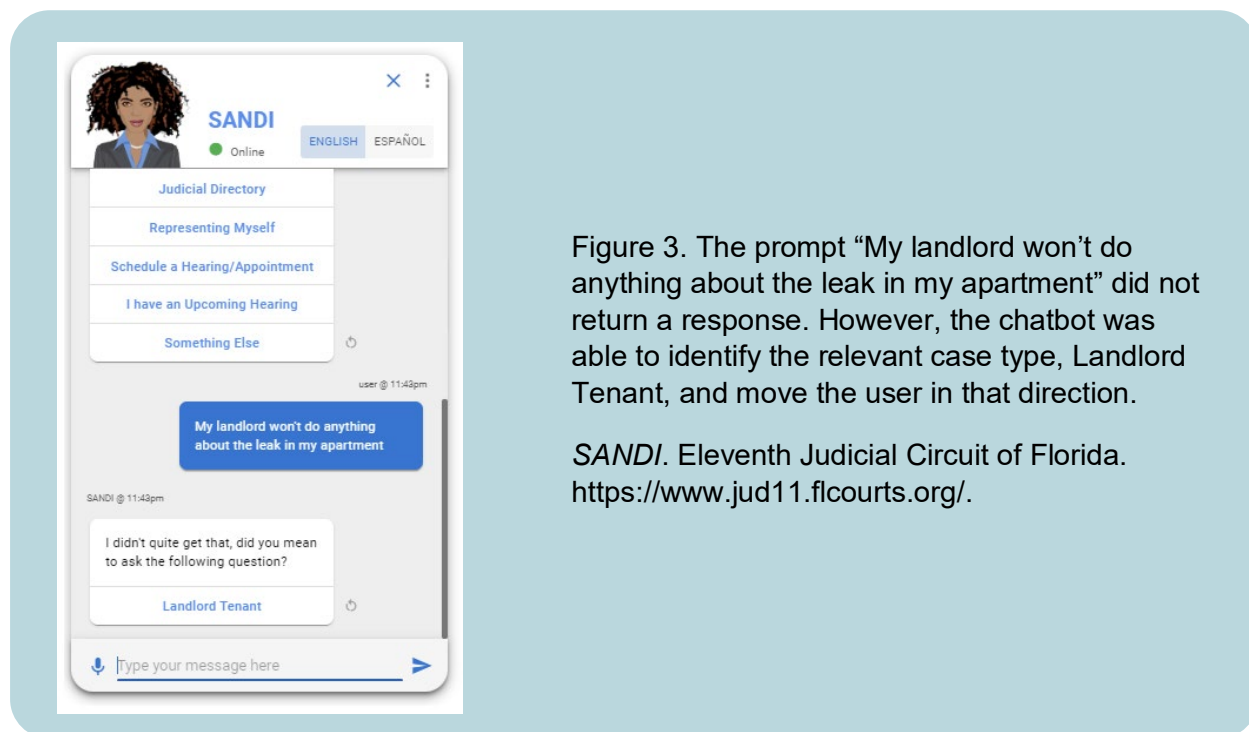 SANDI
Online
ENGLISH ESPAÑOL
Judicial Directory
Representing Myself
Schedule a Hearing/Appointment
I have an Upcoming Hearing
Something Else
user @ 11:43pm
My landlord won't do anything
about the leak in my apartment
SANDI @ 11:43pm
I didn't quite get that, did you mean
to ask the following question?
Landlord Tenant
Type your message here
Figure 3. The prompt “My landlord won’t do
anything about the leak in my apartment” did not
return a response. However, the chatbot was
able to identify the relevant case type, Landlord
Tenant, and move the user in that direction.
SANDI. Eleventh Judicial Circuit of Florida.
https://www.jud11.flcourts.org/.